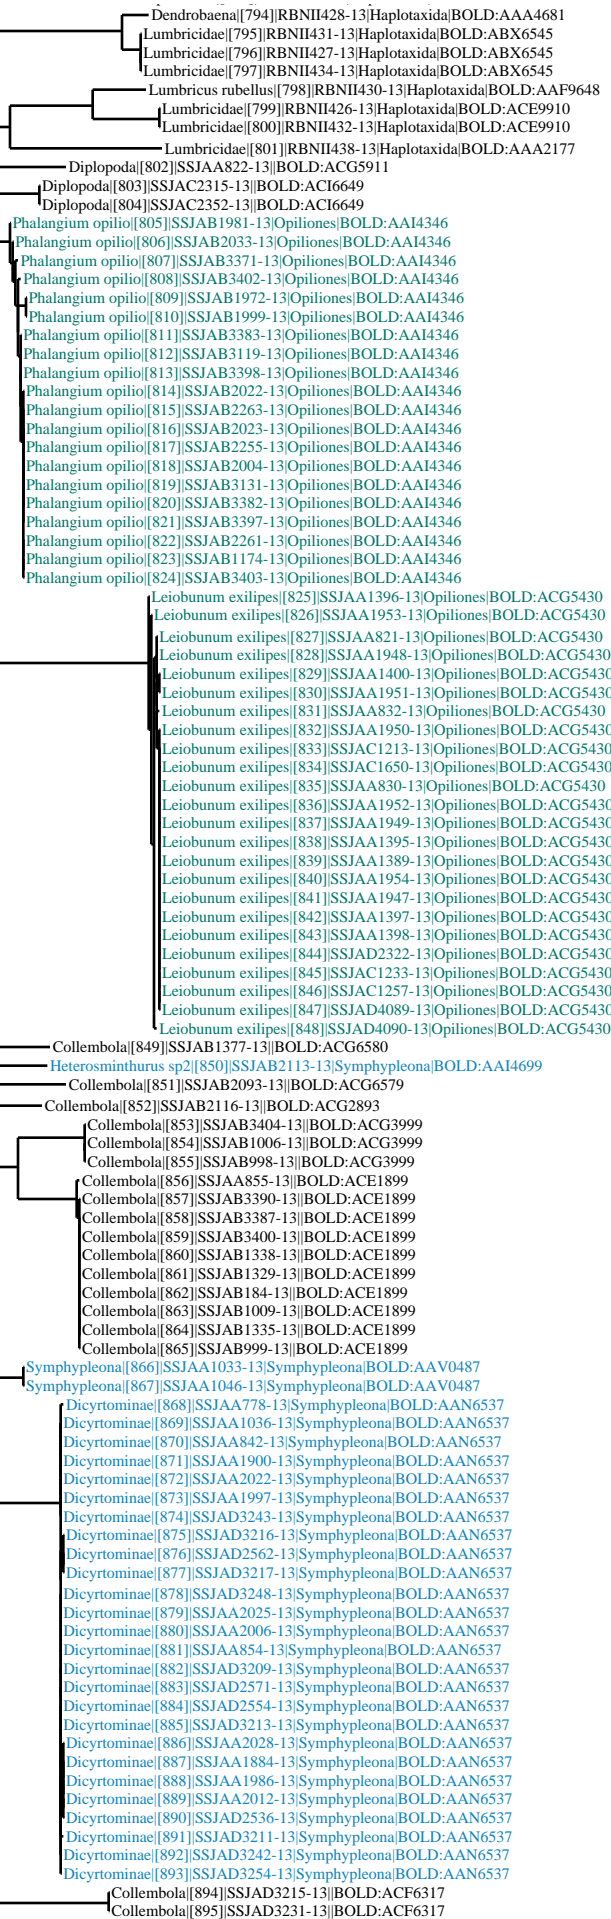 Dendrobaena|[794]|RBNII428-13|Haplotaxida|BOLD:AAA4681
Lumbricidae|[795]|RBNII431-13|Haplotaxida|BOLD:ABX6545
Lumbricidae|[796]|RBNII427-13|Haplotaxida|BOLD:ABX6545
Lumbricidae|[797]|RBNII434-13|Haplotaxida|BOLD:ABX6545
Lumbricus rubellus|[798]|RBNII430-13|Haplotaxida|BOLD:AAF9648
Lumbricidae|[799]|RBNII426-13|Haplotaxida|BOLD:ACE9910
Lumbricidae|[800]|RBNII432-13|Haplotaxida|BOLD:ACE9910
Lumbricidae|[801]|RBNII438-13|Haplotaxida|BOLD:AAA2177
Diplopoda|[802]|SSJAA822-13||BOLD:ACG5911
Diplopoda|[803]|SSJAC2315-13||BOLD:ACI6649
Diplopoda|[804]|SSJAC2352-13||BOLD:ACI6649
Phalangium opilio|[805]|SSJAB1981-13|Opiliones|BOLD:AAI4346
Phalangium opilio|[806]|SSJAB2033-13|Opiliones|BOLD:AAI4346
Phalangium opilio|[807]|SSJAB3371-13|Opiliones|BOLD:AAI4346
Phalangium opilio|[808]|SSJAB3402-13|Opiliones|BOLD:AAI4346
Phalangium opilio|[809]|SSJAB1972-13|Opiliones|BOLD:AAI4346
Phalangium opilio|[810]|SSJAB1999-13|Opiliones|BOLD:AAI4346
Phalangium opilio|[811]|SSJAB3383-13|Opiliones|BOLD:AAI4346
Phalangium opilio|[812]|SSJAB3119-13|Opiliones|BOLD:AAI4346
Phalangium opilio|[813]|SSJAB3398-13|Opiliones|BOLD:AAI4346
Phalangium opilio|[814]|SSJAB2022-13|Opiliones|BOLD:AAI4346
Phalangium opilio|[815]|SSJAB2263-13|Opiliones|BOLD:AAI4346
Phalangium opilio|[816]|SSJAB2023-13|Opiliones|BOLD:AAI4346
Phalangium opilio|[817]|SSJAB2255-13|Opiliones|BOLD:AAI4346
Phalangium opilio|[818]|SSJAB2004-13|Opiliones|BOLD:AAI4346
Phalangium opilio|[819]|SSJAB3131-13|Opiliones|BOLD:AAI4346
Phalangium opilio|[820]|SSJAB3382-13|Opiliones|BOLD:AAI4346
Phalangium opilio|[821]|SSJAB3397-13|Opiliones|BOLD:AAI4346
Phalangium opilio|[822]|SSJAB2261-13|Opiliones|BOLD:AAI4346
Phalangium opilio|[823]|SSJAB1174-13|Opiliones|BOLD:AAI4346
Phalangium opilio|[824]|SSJAB3403-13|Opiliones|BOLD:AAI4346
Leiobunum exilipes|[825]|SSJAA1396-13|Opiliones|BOLD:ACG5430
Leiobunum exilipes|[826]|SSJAA1953-13|Opiliones|BOLD:ACG5430
Leiobunum exilipes|[827]|SSJAA821-13|Opiliones|BOLD:ACG5430
Leiobunum exilipes|[828]|SSJAA1948-13|Opiliones|BOLD:ACG5430
Leiobunum exilipes|[829]|SSJAA1400-13|Opiliones|BOLD:ACG5430
Leiobunum exilipes|[830]|SSJAA1951-13|Opiliones|BOLD:ACG5430
Leiobunum exilipes|[831]|SSJAA832-13|Opiliones|BOLD:ACG5430
Leiobunum exilipes|[832]|SSJAA1950-13|Opiliones|BOLD:ACG5430
Leiobunum exilipes|[833]|SSJAC1213-13|Opiliones|BOLD:ACG5430
Leiobunum exilipes|[834]|SSJAC1650-13|Opiliones|BOLD:ACG5430
Leiobunum exilipes|[835]|SSJAA830-13|Opiliones|BOLD:ACG5430
Leiobunum exilipes|[836]|SSJAA1952-13|Opiliones|BOLD:ACG5430
Leiobunum exilipes|[837]|SSJAA1949-13|Opiliones|BOLD:ACG5430
Leiobunum exilipes|[838]|SSJAA1395-13|Opiliones|BOLD:ACG5430
Leiobunum exilipes|[839]|SSJAA1389-13|Opiliones|BOLD:ACG5430
Leiobunum exilipes|[840]|SSJAA1954-13|Opiliones|BOLD:ACG5430
Leiobunum exilipes|[841]|SSJAA1947-13|Opiliones|BOLD:ACG5430
Leiobunum exilipes|[842]|SSJAA1397-13|Opiliones|BOLD:ACG5430
Leiobunum exilipes|[843]|SSJAA1398-13|Opiliones|BOLD:ACG5430
Leiobunum exilipes|[844]|SSJAD2322-13|Opiliones|BOLD:ACG5430
Leiobunum exilipes|[845]|SSJAC1233-13|Opiliones|BOLD:ACG5430
Leiobunum exilipes|[846]|SSJAC1257-13|Opiliones|BOLD:ACG5430
Leiobunum exilipes|[847]|SSJAD4089-13|Opiliones|BOLD:ACG5430
Leiobunum exilipes|[848]|SSJAD4090-13|Opiliones|BOLD:ACG5430
Collembola|[849]|SSJAB1377-13||BOLD:ACG6580
Heterosminthurus sp2|[850]|SSJAB2113-13|Symphypleona|BOLD:AAI4699
Collembola|[851]|SSJAB2093-13||BOLD:ACG6579
Collembola|[852]|SSJAB2116-13||BOLD:ACG2893
Collembola|[853]|SSJAB3404-13||BOLD:ACG3999
Collembola|[854]|SSJAB1006-13||BOLD:ACG3999
Collembola|[855]|SSJAB998-13||BOLD:ACG3999
Collembola|[856]|SSJAA855-13||BOLD:ACE1899
Collembola|[857]|SSJAB3390-13||BOLD:ACE1899
Collembola|[858]|SSJAB3387-13||BOLD:ACE1899
Collembola|[859]|SSJAB3400-13||BOLD:ACE1899
Collembola|[860]|SSJAB1338-13||BOLD:ACE1899
Collembola|[861]|SSJAB1329-13||BOLD:ACE1899
Collembola|[862]|SSJAB184-13||BOLD:ACE1899
Collembola|[863]|SSJAB1009-13||BOLD:ACE1899
Collembola|[864]|SSJAB1335-13||BOLD:ACE1899
Collembola|[865]|SSJAB999-13||BOLD:ACE1899
Symphypleona|[866]|SSJAA1033-13|Symphypleona|BOLD:AAV0487
Symphypleona|[867]|SSJAA1046-13|Symphypleona|BOLD:AAV0487
Dicyrtominae|[868]|SSJAA778-13|Symphypleona|BOLD:AAN6537
Dicyrtominae|[869]|SSJAA1036-13|Symphypleona|BOLD:AAN6537
Dicyrtominae|[870]|SSJAA842-13|Symphypleona|BOLD:AAN6537
Dicyrtominae|[871]|SSJAA1900-13|Symphypleona|BOLD:AAN6537
Dicyrtominae|[872]|SSJAA2022-13|Symphypleona|BOLD:AAN6537
Dicyrtominae|[873]|SSJAA1997-13|Symphypleona|BOLD:AAN6537
Dicyrtominae|[874]|SSJAD3243-13|Symphypleona|BOLD:AAN6537
Dicyrtominae|[875]|SSJAD3216-13|Symphypleona|BOLD:AAN6537
Dicyrtominae|[876]|SSJAD2562-13|Symphypleona|BOLD:AAN6537
Dicyrtominae|[877]|SSJAD3217-13|Symphypleona|BOLD:AAN6537
Dicyrtominae|[878]|SSJAD3248-13|Symphypleona|BOLD:AAN6537
Dicyrtominae|[879]|SSJAA2025-13|Symphypleona|BOLD:AAN6537
Dicyrtominae|[880]|SSJAA2006-13|Symphypleona|BOLD:AAN6537
Dicyrtominae|[881]|SSJAA854-13|Symphypleona|BOLD:AAN6537
Dicyrtominae|[882]|SSJAD3209-13|Symphypleona|BOLD:AAN6537
Dicyrtominae|[883]|SSJAD2571-13|Symphypleona|BOLD:AAN6537
Dicyrtominae|[884]|SSJAD2554-13|Symphypleona|BOLD:AAN6537
Dicyrtominae|[885]|SSJAD3213-13|Symphypleona|BOLD:AAN6537
Dicyrtominae|[886]|SSJAA2028-13|Symphypleona|BOLD:AAN6537
Dicyrtominae|[887]|SSJAA1884-13|Symphypleona|BOLD:AAN6537
Dicyrtominae|[888]|SSJAA1986-13|Symphypleona|BOLD:AAN6537
Dicyrtominae|[889]|SSJAA2012-13|Symphypleona|BOLD:AAN6537
Dicyrtominae|[890]|SSJAD2536-13|Symphypleona|BOLD:AAN6537
Dicyrtominae|[891]|SSJAD3211-13|Symphypleona|BOLD:AAN6537
Dicyrtominae|[892]|SSJAD3242-13|Symphypleona|BOLD:AAN6537
Dicyrtominae|[893]|SSJAD3254-13|Symphypleona|BOLD:AAN6537
Collembola|[894]|SSJAD3215-13||BOLD:ACF6317
Collembola|[895]|SSJAD3231-13||BOLD:ACF6317